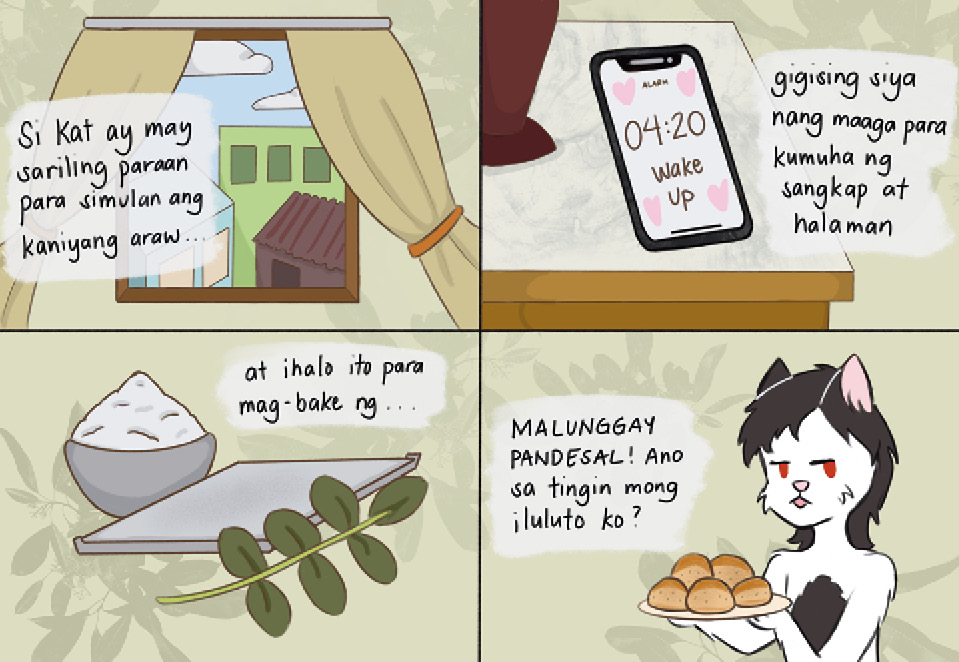 Si Kat ay may
sariling paraan
para simulan ang
kaniyang araw...
ALARM
04:20
wake
up
gigising siya
nang maaga para
kumuha ng
sangkap at
halaman
at ihalo ito para
mag-bake ng ...
MALUNGGAY
PANDESAL! Ano
sa tingin mong
iluluto ko?